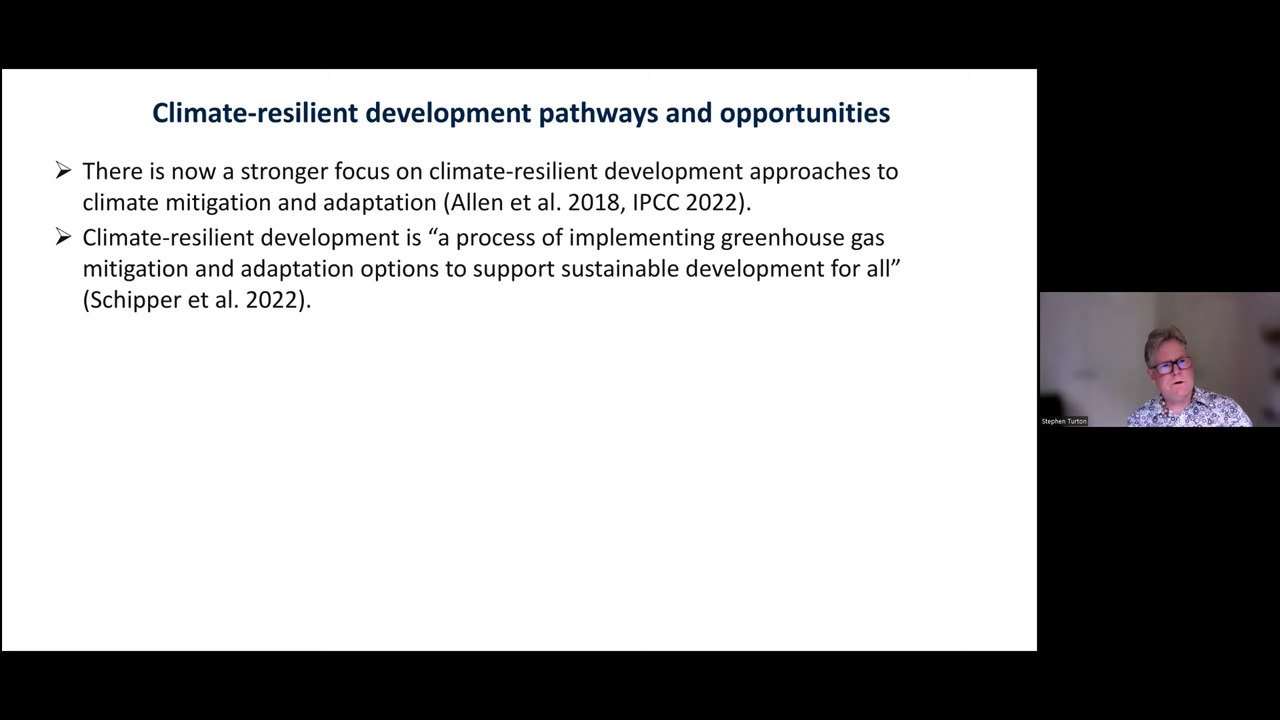 Climate-resilient development pathways and opportunities
➢ There is now a stronger focus on climate-resilient development approaches to
climate mitigation and adaptation (Allen et al. 2018, IPCC 2022).
➢ Climate-resilient development is “a process of implementing greenhouse gas
mitigation and adaptation options to support sustainable development for all”
(Schipper et al. 2022).
Stephen Turton